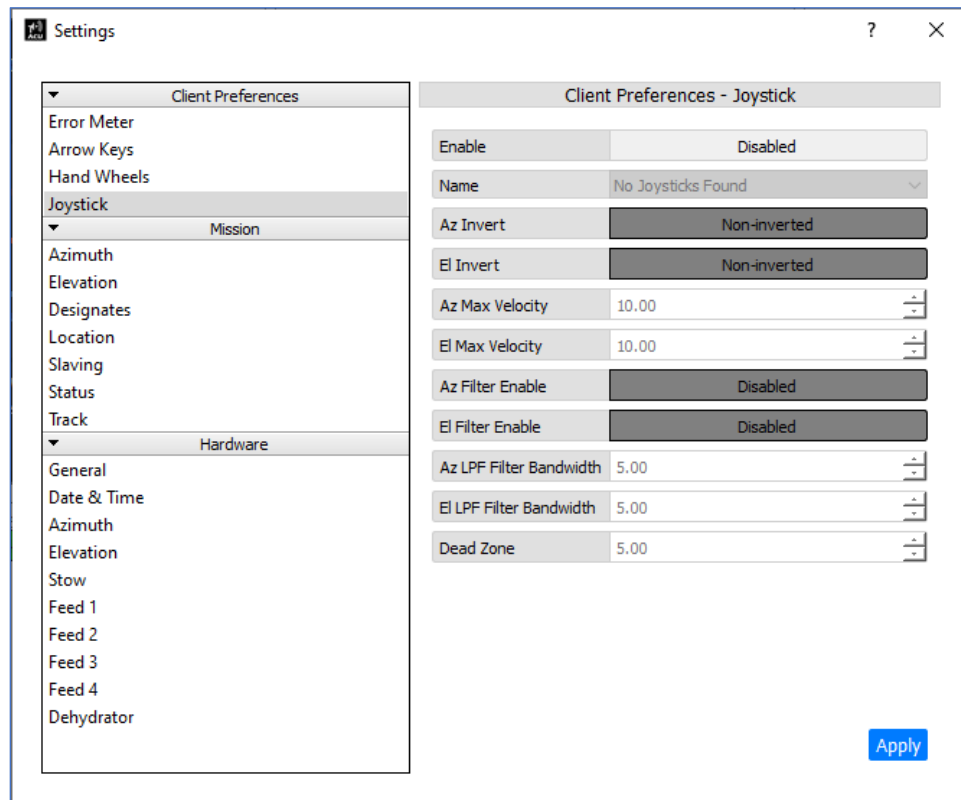 ACU Settings ?
Client Preferences
Error Meter
Arrow Keys
Hand Wheels
Joystick
Mission
Azimuth
Elevation
Designates
Location
Slaving
Status
Track
Hardware
General
Date & Time
Azimuth
Elevation
Stow
Feed 1
Feed 2
Feed 3
Feed 4
Dehydrator
Client Preferences - Joystick
Enable Disabled
Name No Joysticks Found
Az Invert Non-inverted
El Invert Non-inverted
Az Max Velocity 10.00
El Max Velocity 10.00
Az Filter Enable Disabled
El Filter Enable Disabled
Az LPF Filter Bandwidth 5.00
El LPF Filter Bandwidth 5.00
Dead Zone 5.00
Apply